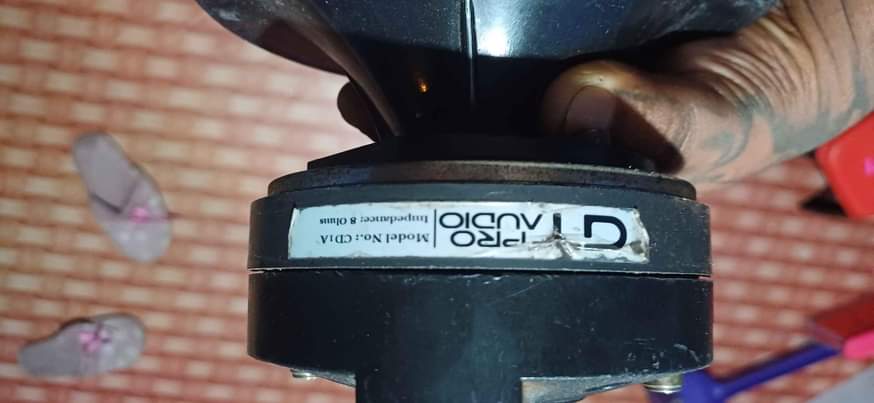 PRO
AUDIO
Model No.: CD1A
Impedance: 8 Ohms